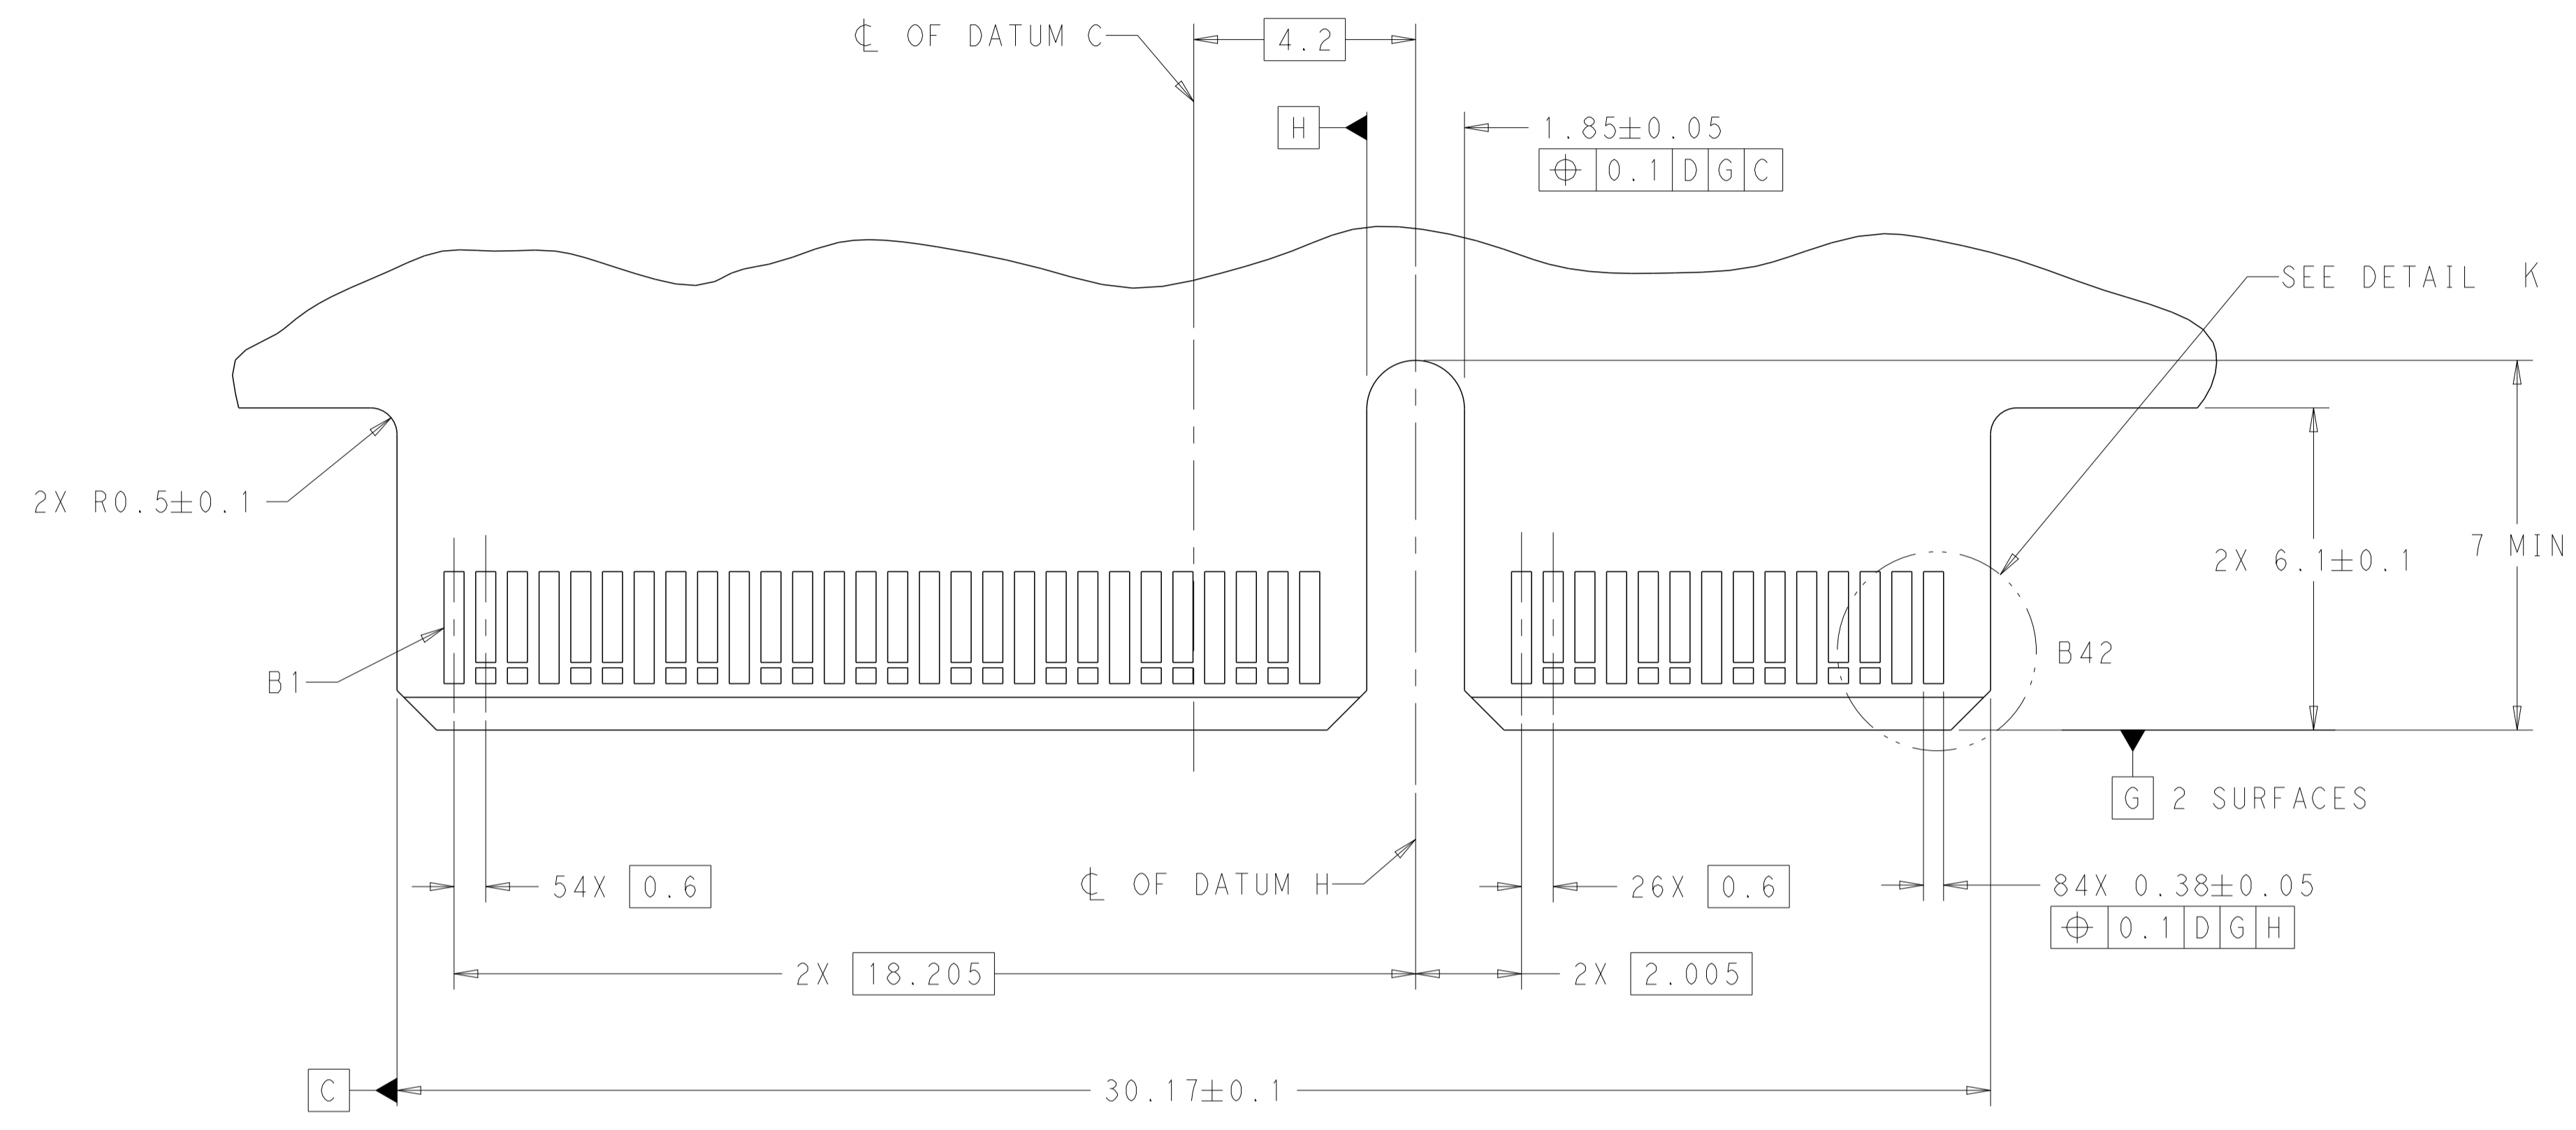 ℄ OF DATUM C
4.2
H
1.85±0.05
⌖ 0.1 D G C
SEE DETAIL K
2X R0.5±0.1
2X 6.1±0.1
7 MIN
B1
B42
G 2 SURFACES
54X 0.6
℄ OF DATUM H
26X 0.6
84X 0.38±0.05
⌖ 0.1 D G H
2X 18.205
2X 2.005
C
30.17±0.1